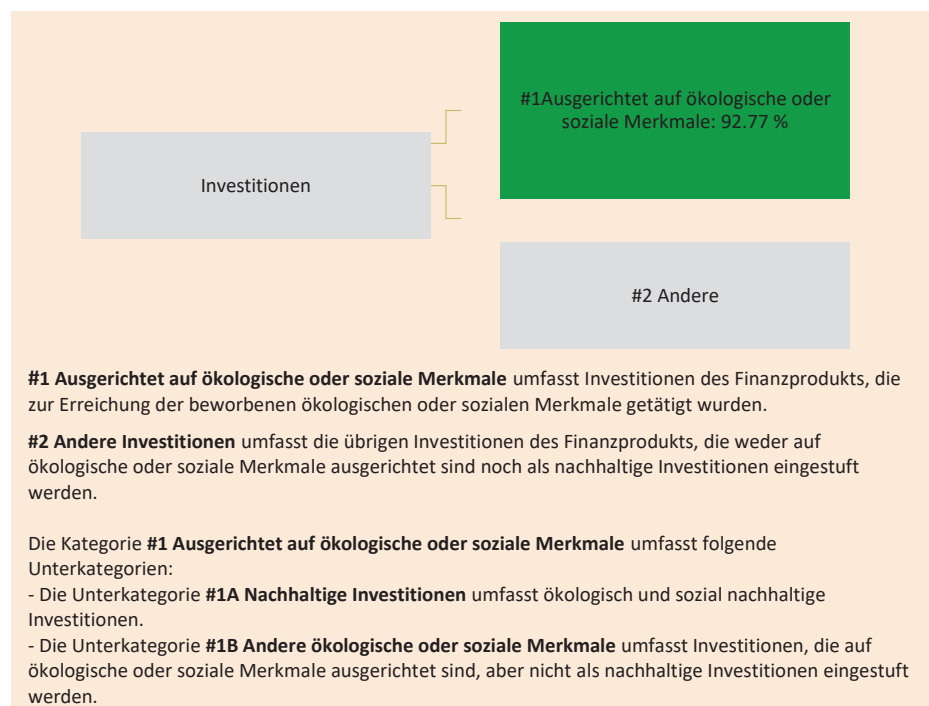 #1Ausgerichtet auf ökologische oder
soziale Merkmale: 92.77 %
Investitionen
#2 Andere
#1 Ausgerichtet auf ökologische oder soziale Merkmale umfasst Investitionen des Finanzprodukts, die
zur Erreichung der beworbenen ökologischen oder sozialen Merkmale getätigt wurden.
#2 Andere Investitionen umfasst die übrigen Investitionen des Finanzprodukts, die weder auf
ökologische oder soziale Merkmale ausgerichtet sind noch als nachhaltige Investitionen eingestuft
werden.
Die Kategorie #1 Ausgerichtet auf ökologische oder soziale Merkmale umfasst folgende
Unterkategorien:
- Die Unterkategorie #1A Nachhaltige Investitionen umfasst ökologisch und sozial nachhaltige
Investitionen.
- Die Unterkategorie #1B Andere ökologische oder soziale Merkmale umfasst Investitionen, die auf
ökologische oder soziale Merkmale ausgerichtet sind, aber nicht als nachhaltige Investitionen eingestuft
werden.